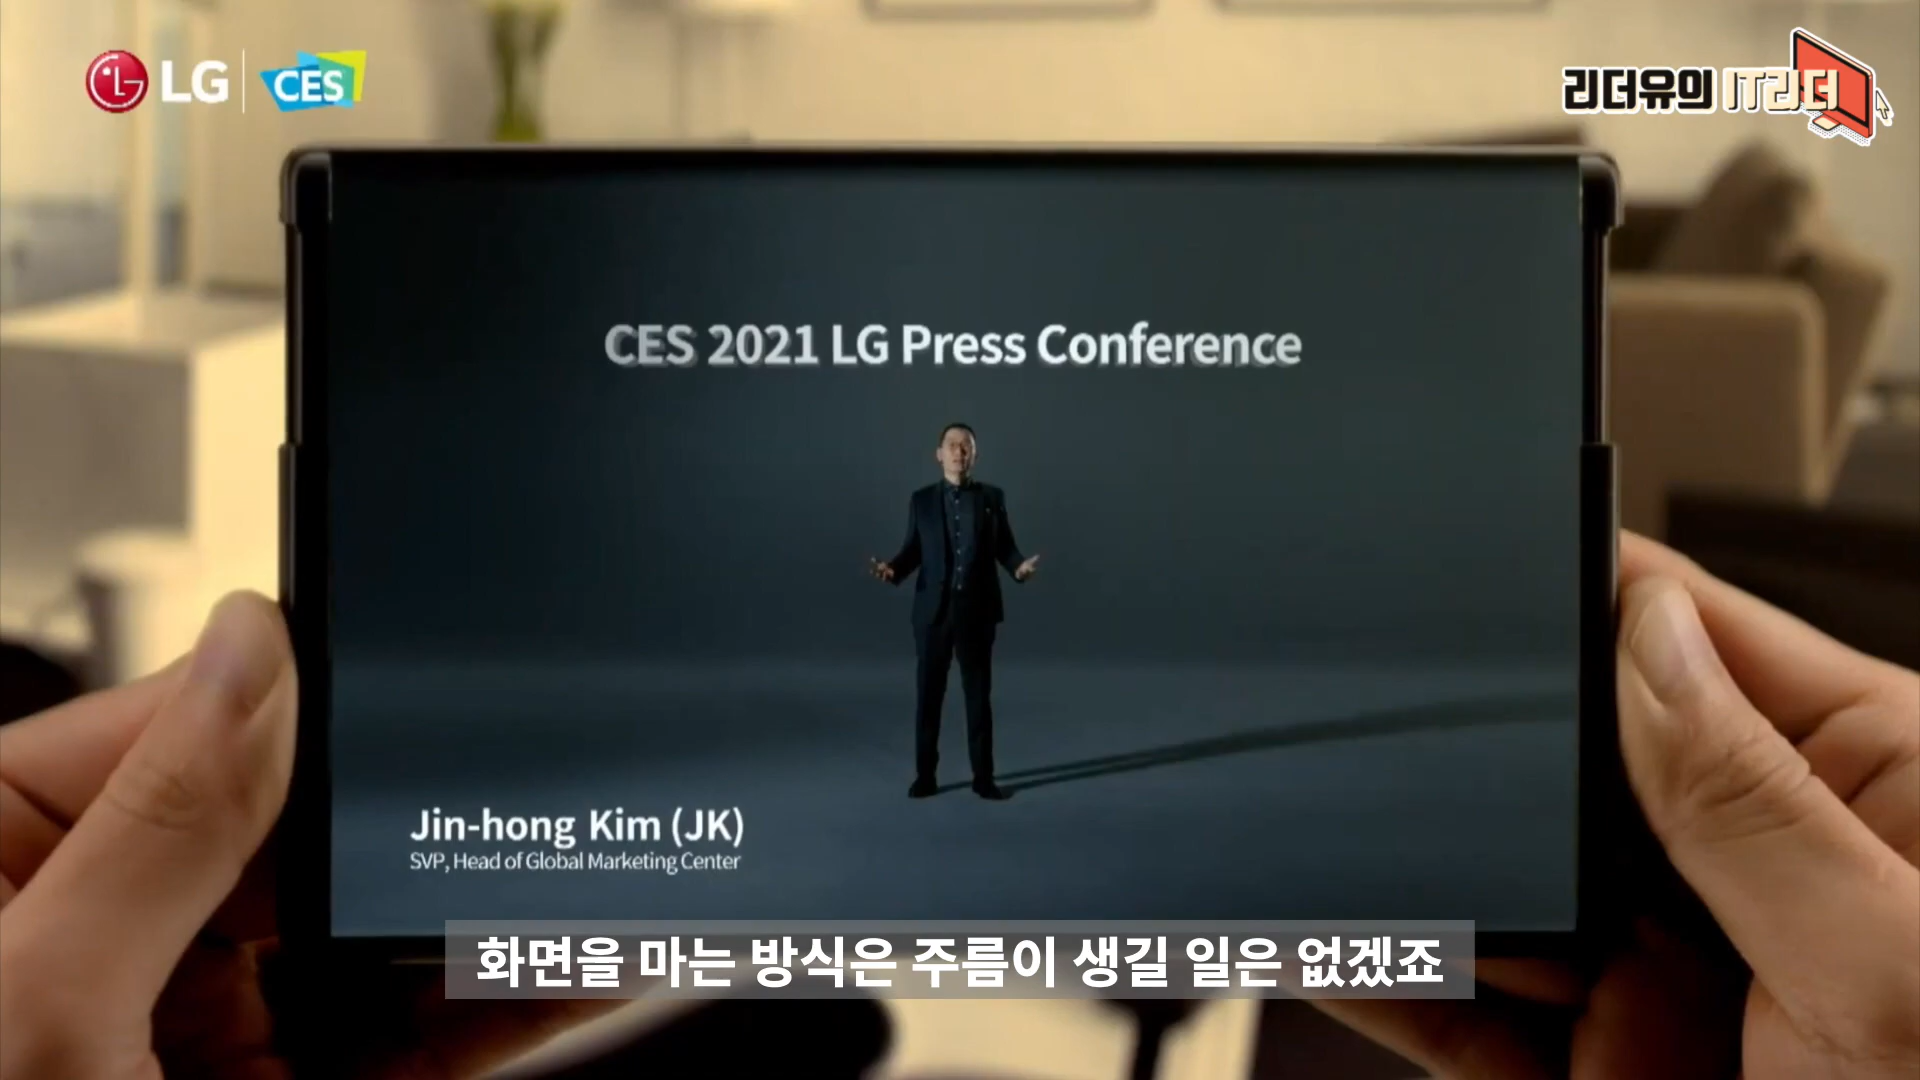 LG CES
리더유의 IT리더
CES 2021 LG Press Conference
Jin-hong Kim (JK)
SVP, Head of Global Marketing Center
화면을 마는 방식은 주름이 생길 일은 없겠죠